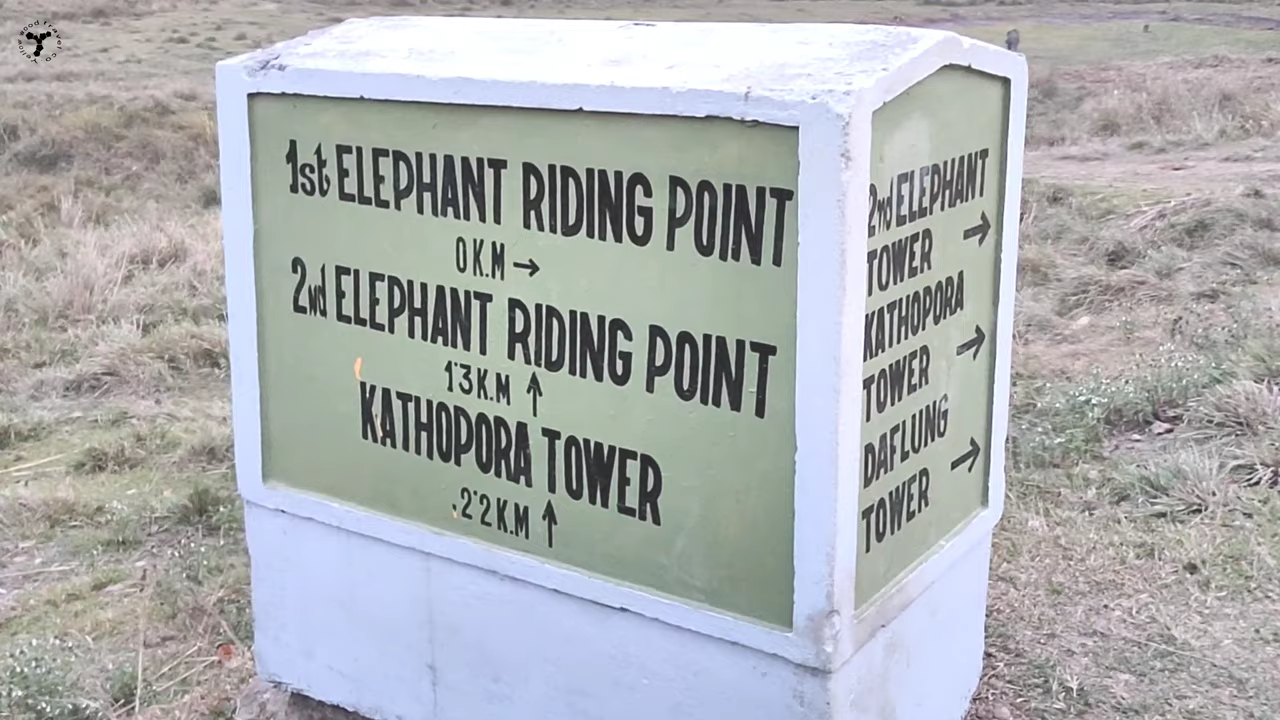 1st ELEPHANT RIDING POINT
0 K.M →
2nd ELEPHANT RIDING POINT
1·3 K.M ↑
KATHOPORA TOWER
2·2 K.M ↑
2nd ELEPHANT
TOWER →
KATHOPORA
TOWER →
DAFLUNG
TOWER →